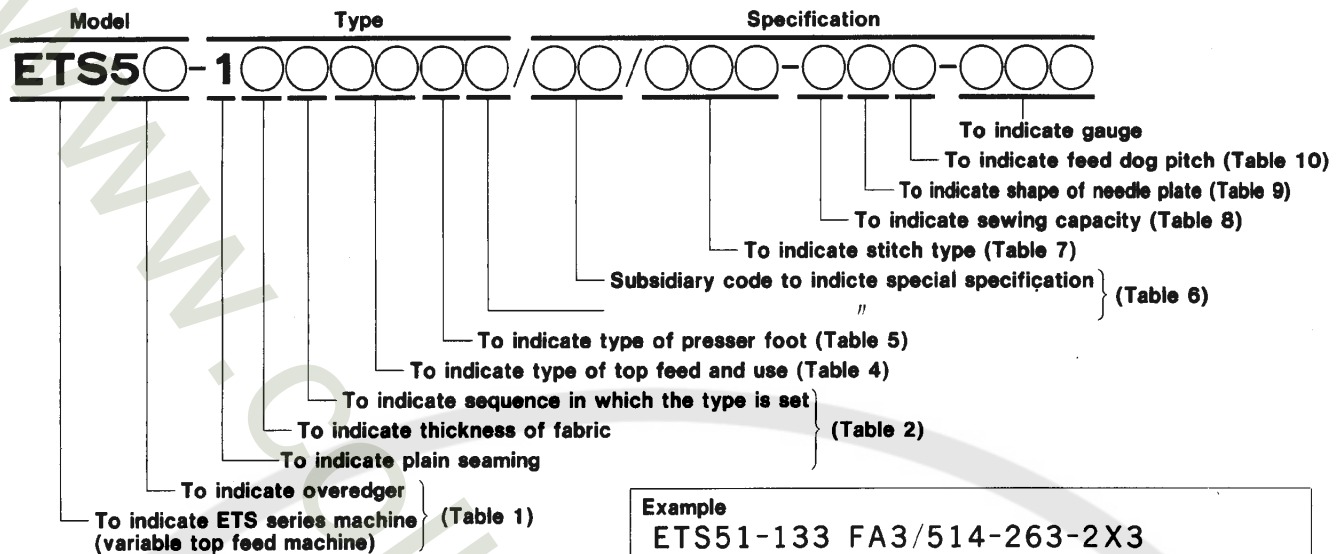 Model Type Specification
ETS5○-1○○○○○○/○○/○○○-○○○-○○○
To indicate gauge
To indicate feed dog pitch (Table 10)
To indicate shape of needle plate (Table 9)
To indicate sewing capacity (Table 8)
To indicate stitch type (Table 7)
Subsidiary code to indicte special specification } (Table 6)
〃
To indicate type of presser foot (Table 5)
To indicate type of top feed and use (Table 4)
To indicate sequence in which the type is set
To indicate thickness of fabric } (Table 2)
To indicate plain seaming
To indicate overedger
To indicate ETS series machine } (Table 1)
(variable top feed machine)
Example
ETS51-133 FA3/514-263-2X3